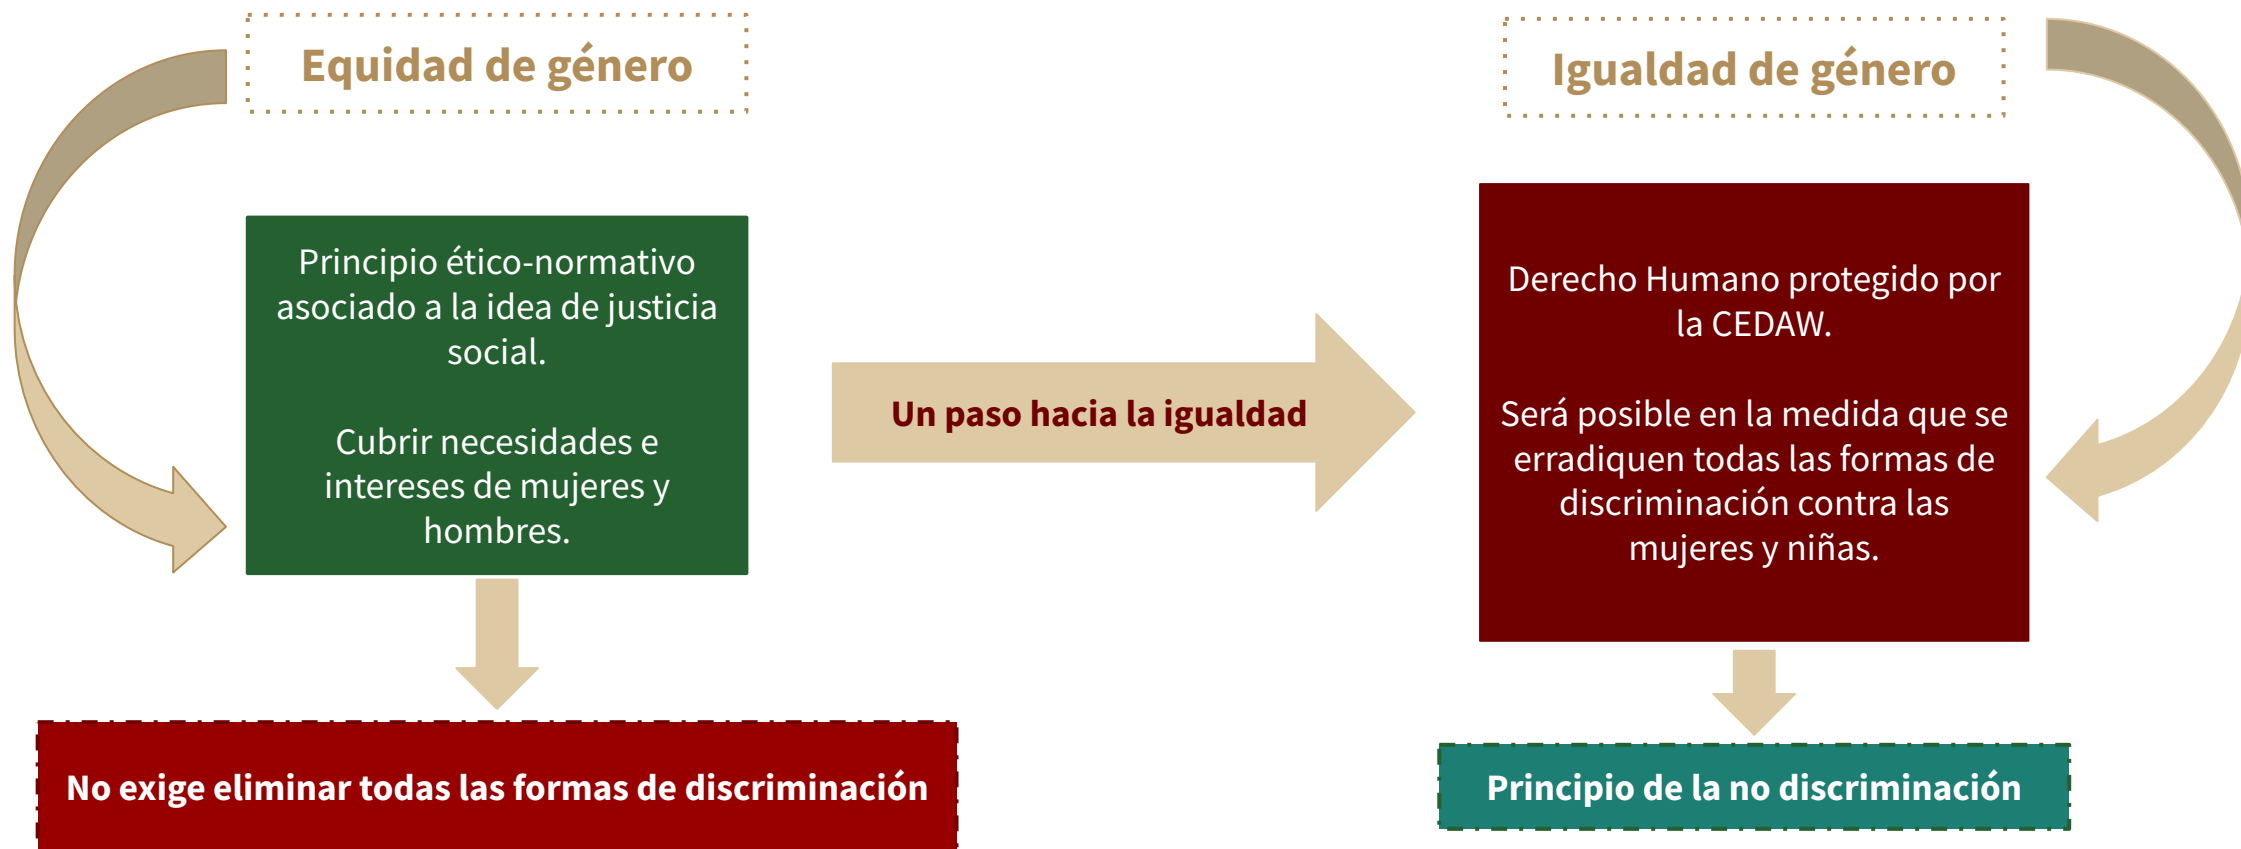 Equidad de género
Principio ético-normativo
asociado a la idea de justicia
social.
Cubrir necesidades e
intereses de mujeres y
hombres.
No exige eliminar todas las formas de discriminación
Un paso hacia la igualdad
Igualdad de género
Derecho Humano protegido por
la CEDAW.
Será posible en la medida que se
erradiquen todas las formas de
discriminación contra las
mujeres y niñas.
Principio de la no discriminación